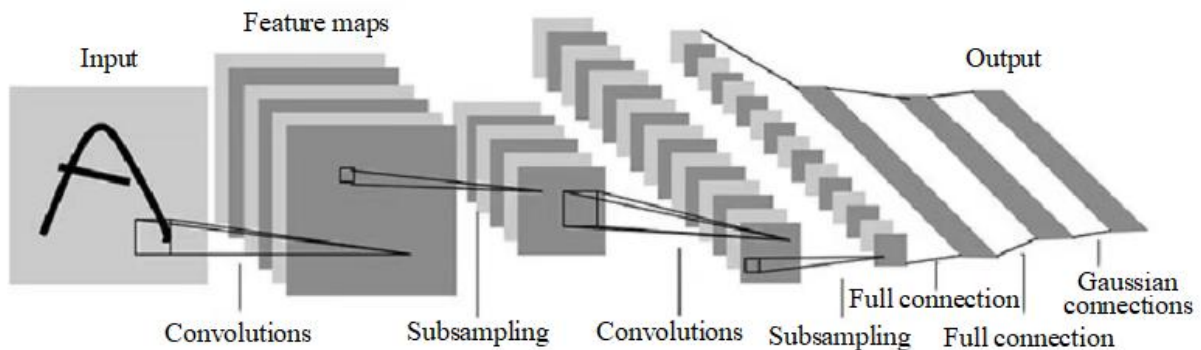 Feature maps
Input
Output
Convolutions
Subsampling
Convolutions
Subsampling
Full connection
Full connection
Gaussian
connections